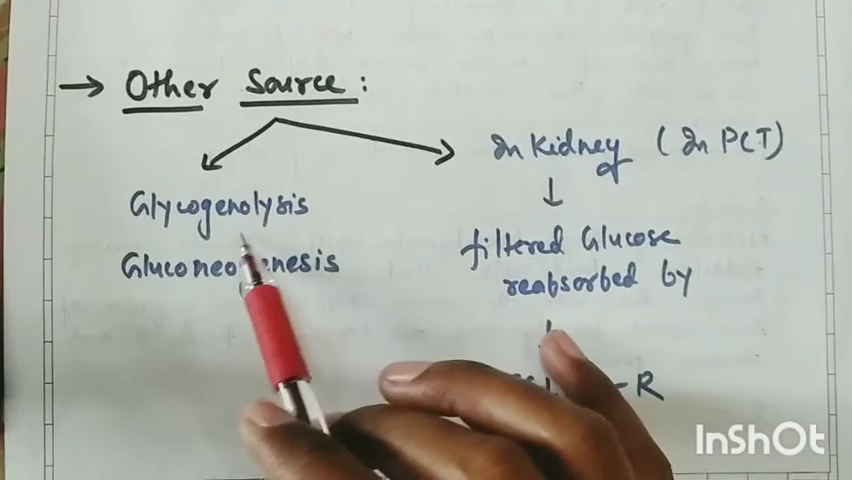 → Other Source:
Glycogenolysis
In Kidney (In PCT)
↓
filtered Glucose
reabsorbed by
R
InShOt